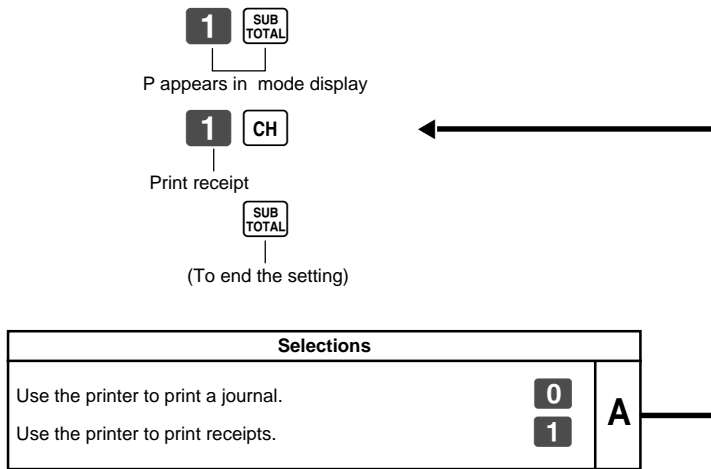 1 SUB TOTAL
P appears in mode display
1 CH
Print receipt
SUB TOTAL
(To end the setting)
Selections
Use the printer to print a journal. 0
Use the printer to print receipts. 1
A